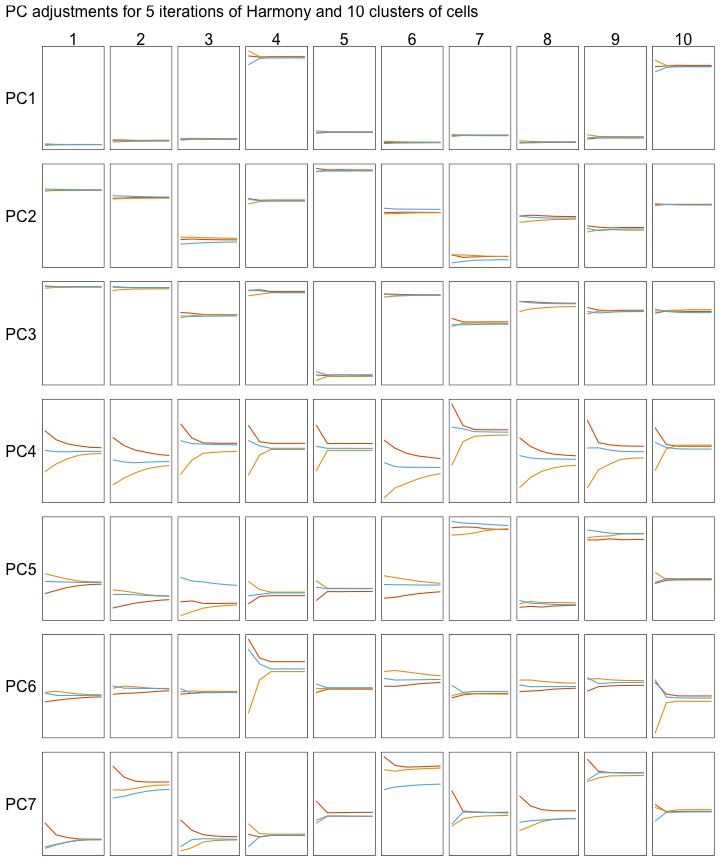 PC adjustments for 5 iterations of Harmony and 10 clusters of cells
1 2 3 4 5 6 7 8 9 10
PC1
PC2
PC3
PC4
PC5
PC6
PC7